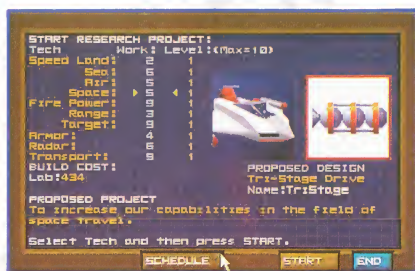 START RESEARCH PROJECT:
Tech Work: Level:(Max=10)
Speed Land: 2 1
Sea: 6 1
Air: 5 1
Space: 5 1
Fire Power: 9 1
Range: 3 1
Target: 9 1
Armor: 4 1
Radar: 6 1
Transport: 9 1
BUILD COST:
Lab:434
PROPOSED DESIGN
Tri-Stage Drive
Name:TriStage
PROPOSED PROJECT
To increase our capabilities in the field of
space travel.
Select Tech and then press START.
SCHEDULE START END